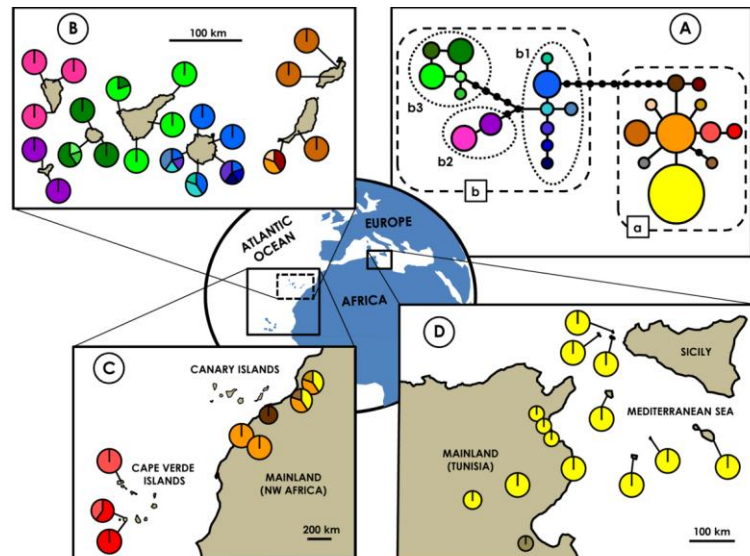 B
100 km
A
b1
b3
b2
b
a
ATLANTIC
OCEAN
EUROPE
AFRICA
C
CANARY ISLANDS
CAPE VERDE
ISLANDS
MAINLAND
(NW AFRICA)
200 km
D
SICILY
MEDITERRANEAN SEA
MAINLAND
(TUNISIA)
100 km